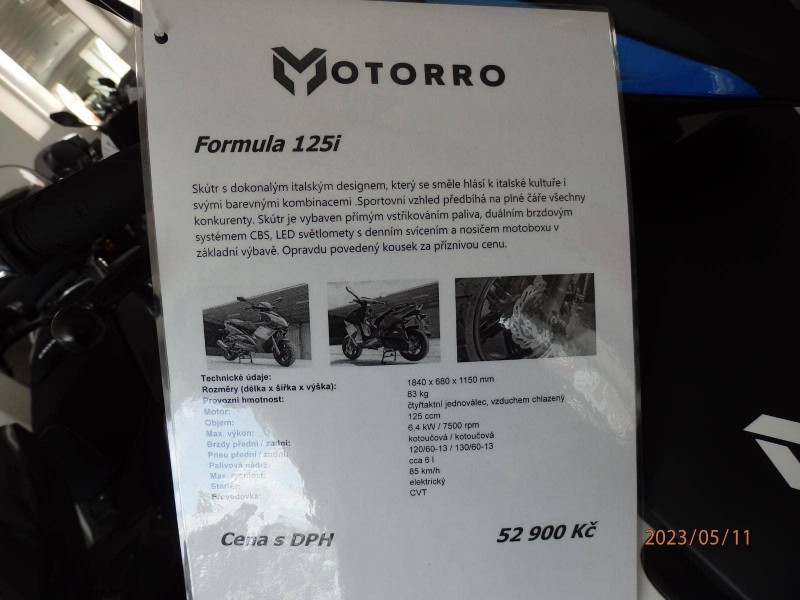 MOTORRO
Formula 125i
Skútr s dokonalým italským designem, který se směle hlásí k italské kultuře i
svými barevnými kombinacemi .Sportovní vzhled předbíhá na plné čáře všechny
konkurenty. Skútr je vybaven přímým vstřikováním paliva, duálním brzdovým
systémem CBS, LED světlomety s denním svícením a nosičem motoboxu v
základní výbavě. Opravdu povedený kousek za příznivou cenu.
Technické údaje:
Rozměry (délka x šířka x výška): 1840 x 680 x 1150 mm
Provozní hmotnost: 83 kg
Motor: čtyřtaktní jednoválec, vzduchem chlazený
Objem: 125 ccm
Max. výkon: 6,4 kW / 7500 rpm
Brzdy přední / zadní: kotoučová / kotoučová
Pneu přední / zadní: 120/60-13 / 130/60-13
Palivová nádrž: cca 6 l
Max. rychlost: 85 km/h
Startér: elektrický
Převodovka: CVT
Cena s DPH 52 900 Kč
2023/05/11